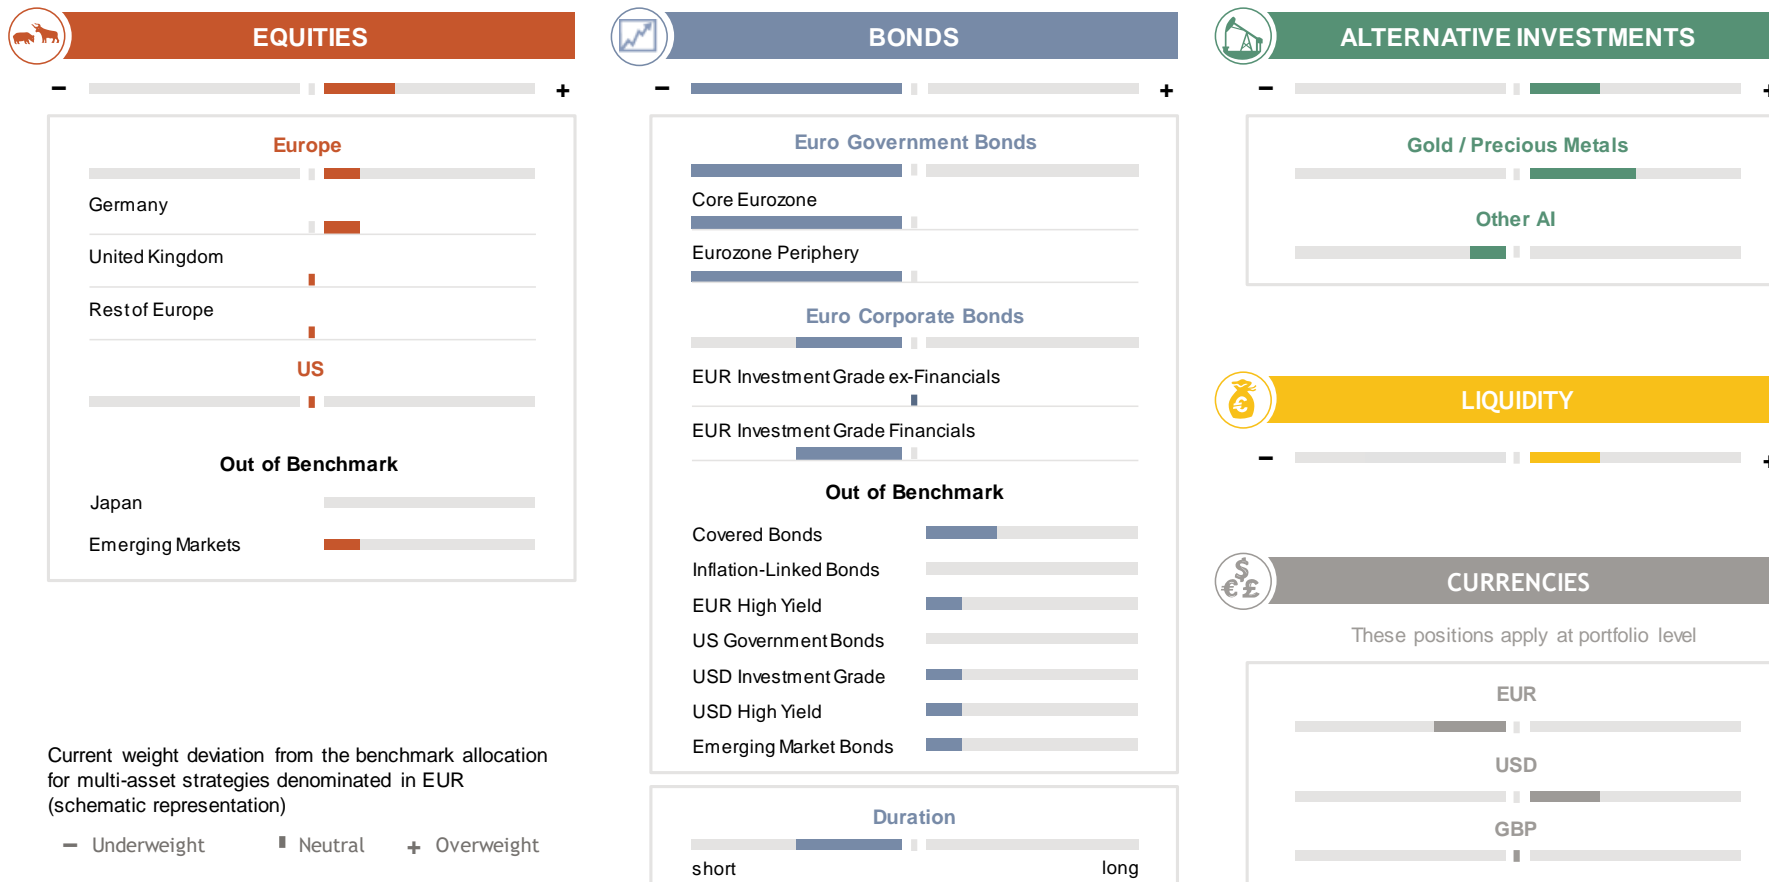 EQUITIES
− +
Europe
Germany
United Kingdom
Rest of Europe
US
Out of Benchmark
Japan
Emerging Markets
Current weight deviation from the benchmark allocation
for multi-asset strategies denominated in EUR
(schematic representation)
− Underweight Neutral + Overweight
BONDS
− +
Euro Government Bonds
Core Eurozone
Eurozone Periphery
Euro Corporate Bonds
EUR Investment Grade ex-Financials
EUR Investment Grade Financials
Out of Benchmark
Covered Bonds
Inflation-Linked Bonds
EUR High Yield
US Government Bonds
USD Investment Grade
USD High Yield
Emerging Market Bonds
Duration
short long
ALTERNATIVE INVESTMENTS
− +
Gold / Precious Metals
Other AI
€
LIQUIDITY
− +
$
€£
CURRENCIES
These positions apply at portfolio level
EUR
USD
GBP